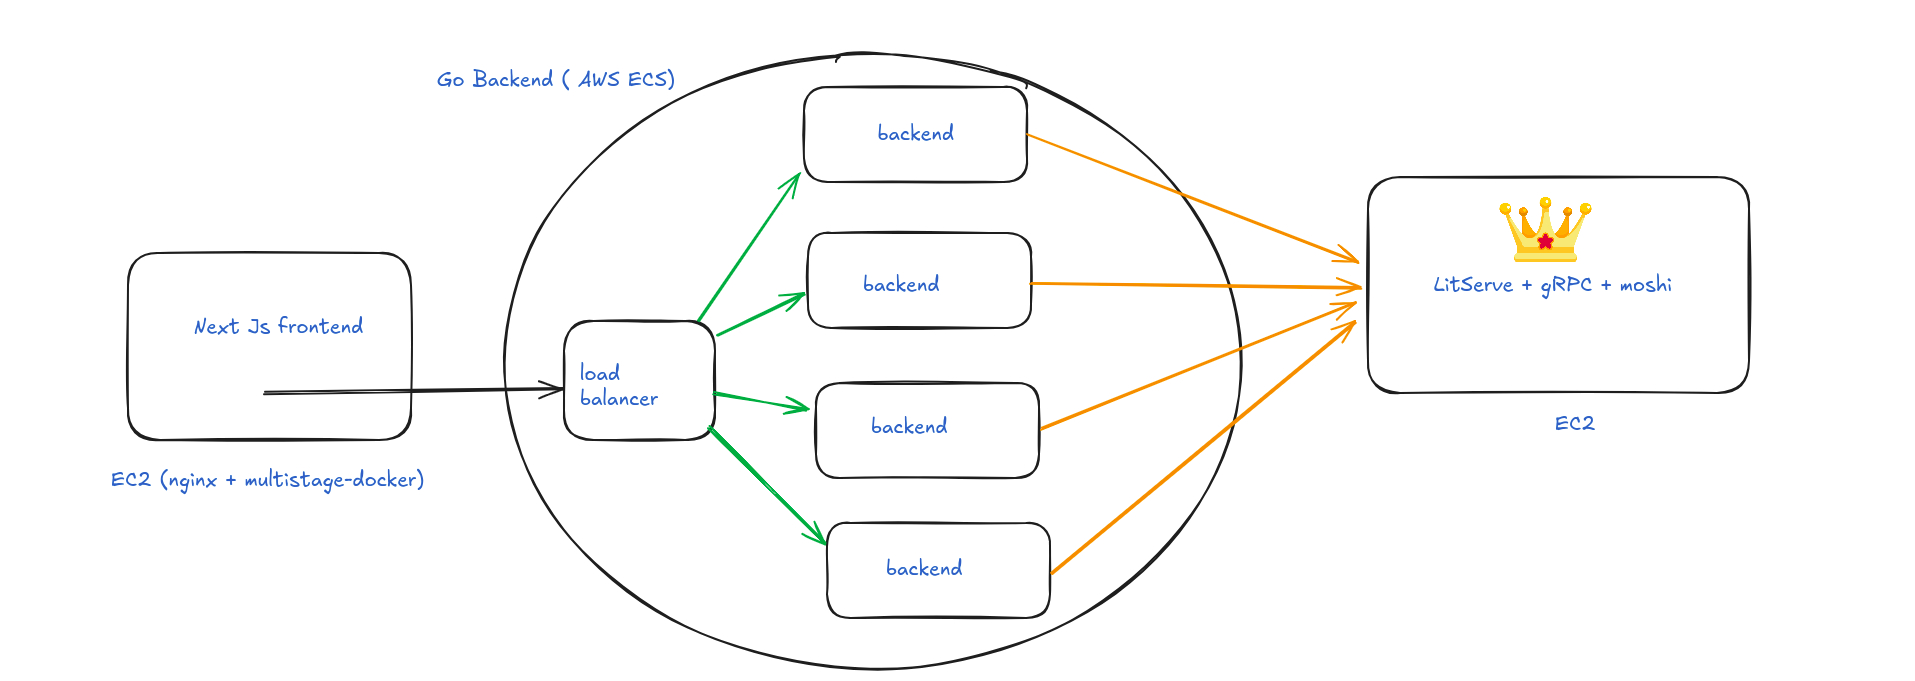 Go Backend ( AWS ECS)
backend
backend
LitServe + gRPC + moshi
Next Js frontend
load
balancer
backend
EC2
EC2 (nginx + multistage-docker)
backend